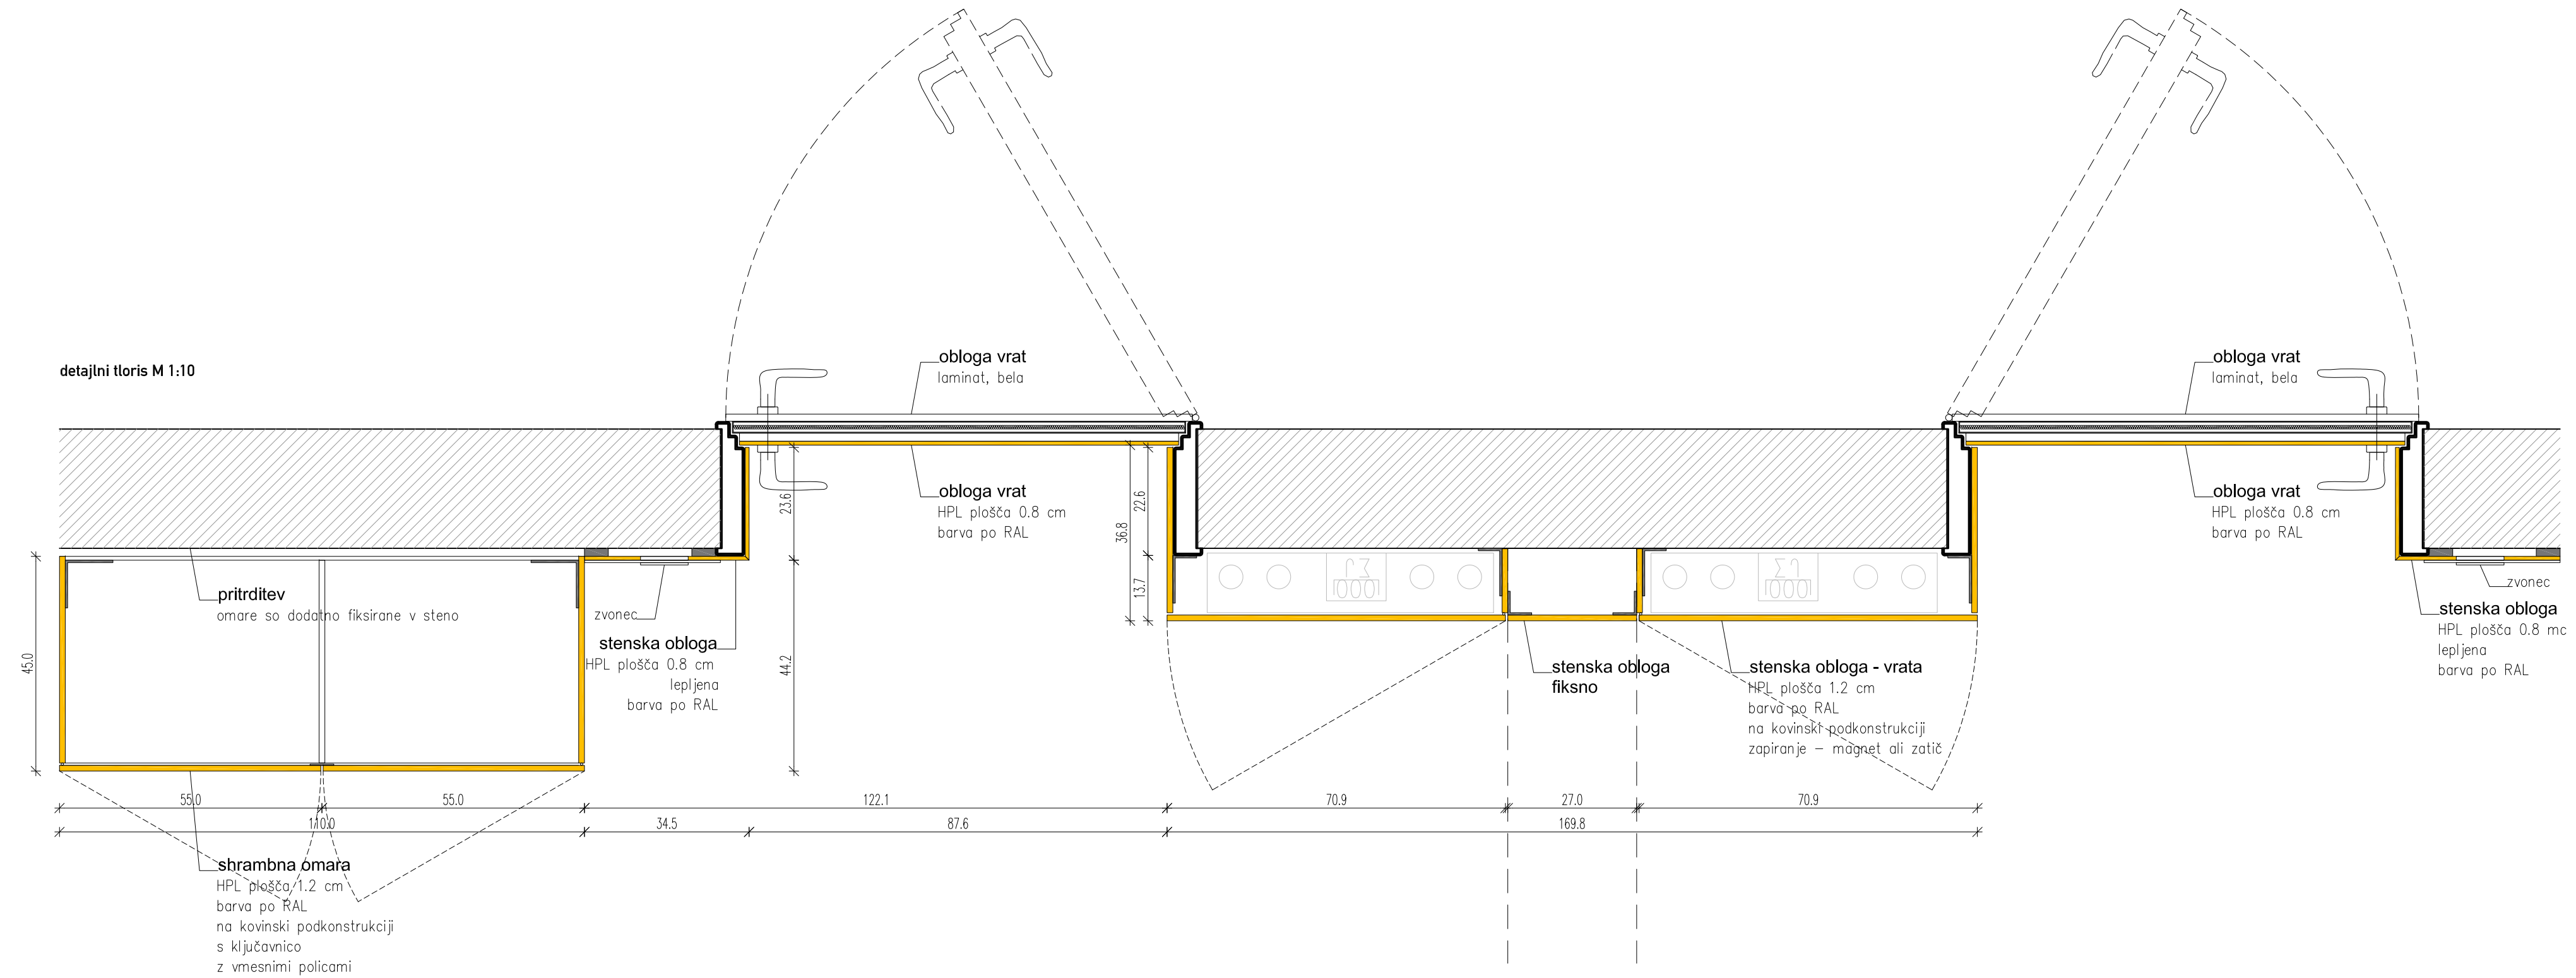 detajlni tloris M 1:10
obloga vrat
laminat, bela
obloga vrat
laminat, bela
obloga vrat
HPL plošča 0.8 cm
barva po RAL
obloga vrat
HPL plošča 0.8 cm
barva po RAL
23.6
44.2
36.8
22.6
13.7
45.0
pritrditev
omare so dodatno fiksirane v steno
zvonec
stenska obloga
HPL plošča 0.8 cm
lepljena
barva po RAL
stenska obloga
fiksno
stenska obloga - vrata
HPL plošča 1.2 cm
barva po RAL
na kovinski podkonstrukciji
zapiranje – magnet ali zatič
zvonec
stenska obloga
HPL plošča 0.8 mc
lepljena
barva po RAL
55.0 55.0 122.1 70.9 27.0 70.9
110.0 34.5 87.6 169.8
shrambna omara
HPL plošča 1.2 cm
barva po RAL
na kovinski podkonstrukciji
s ključavnico
z vmesnimi policami